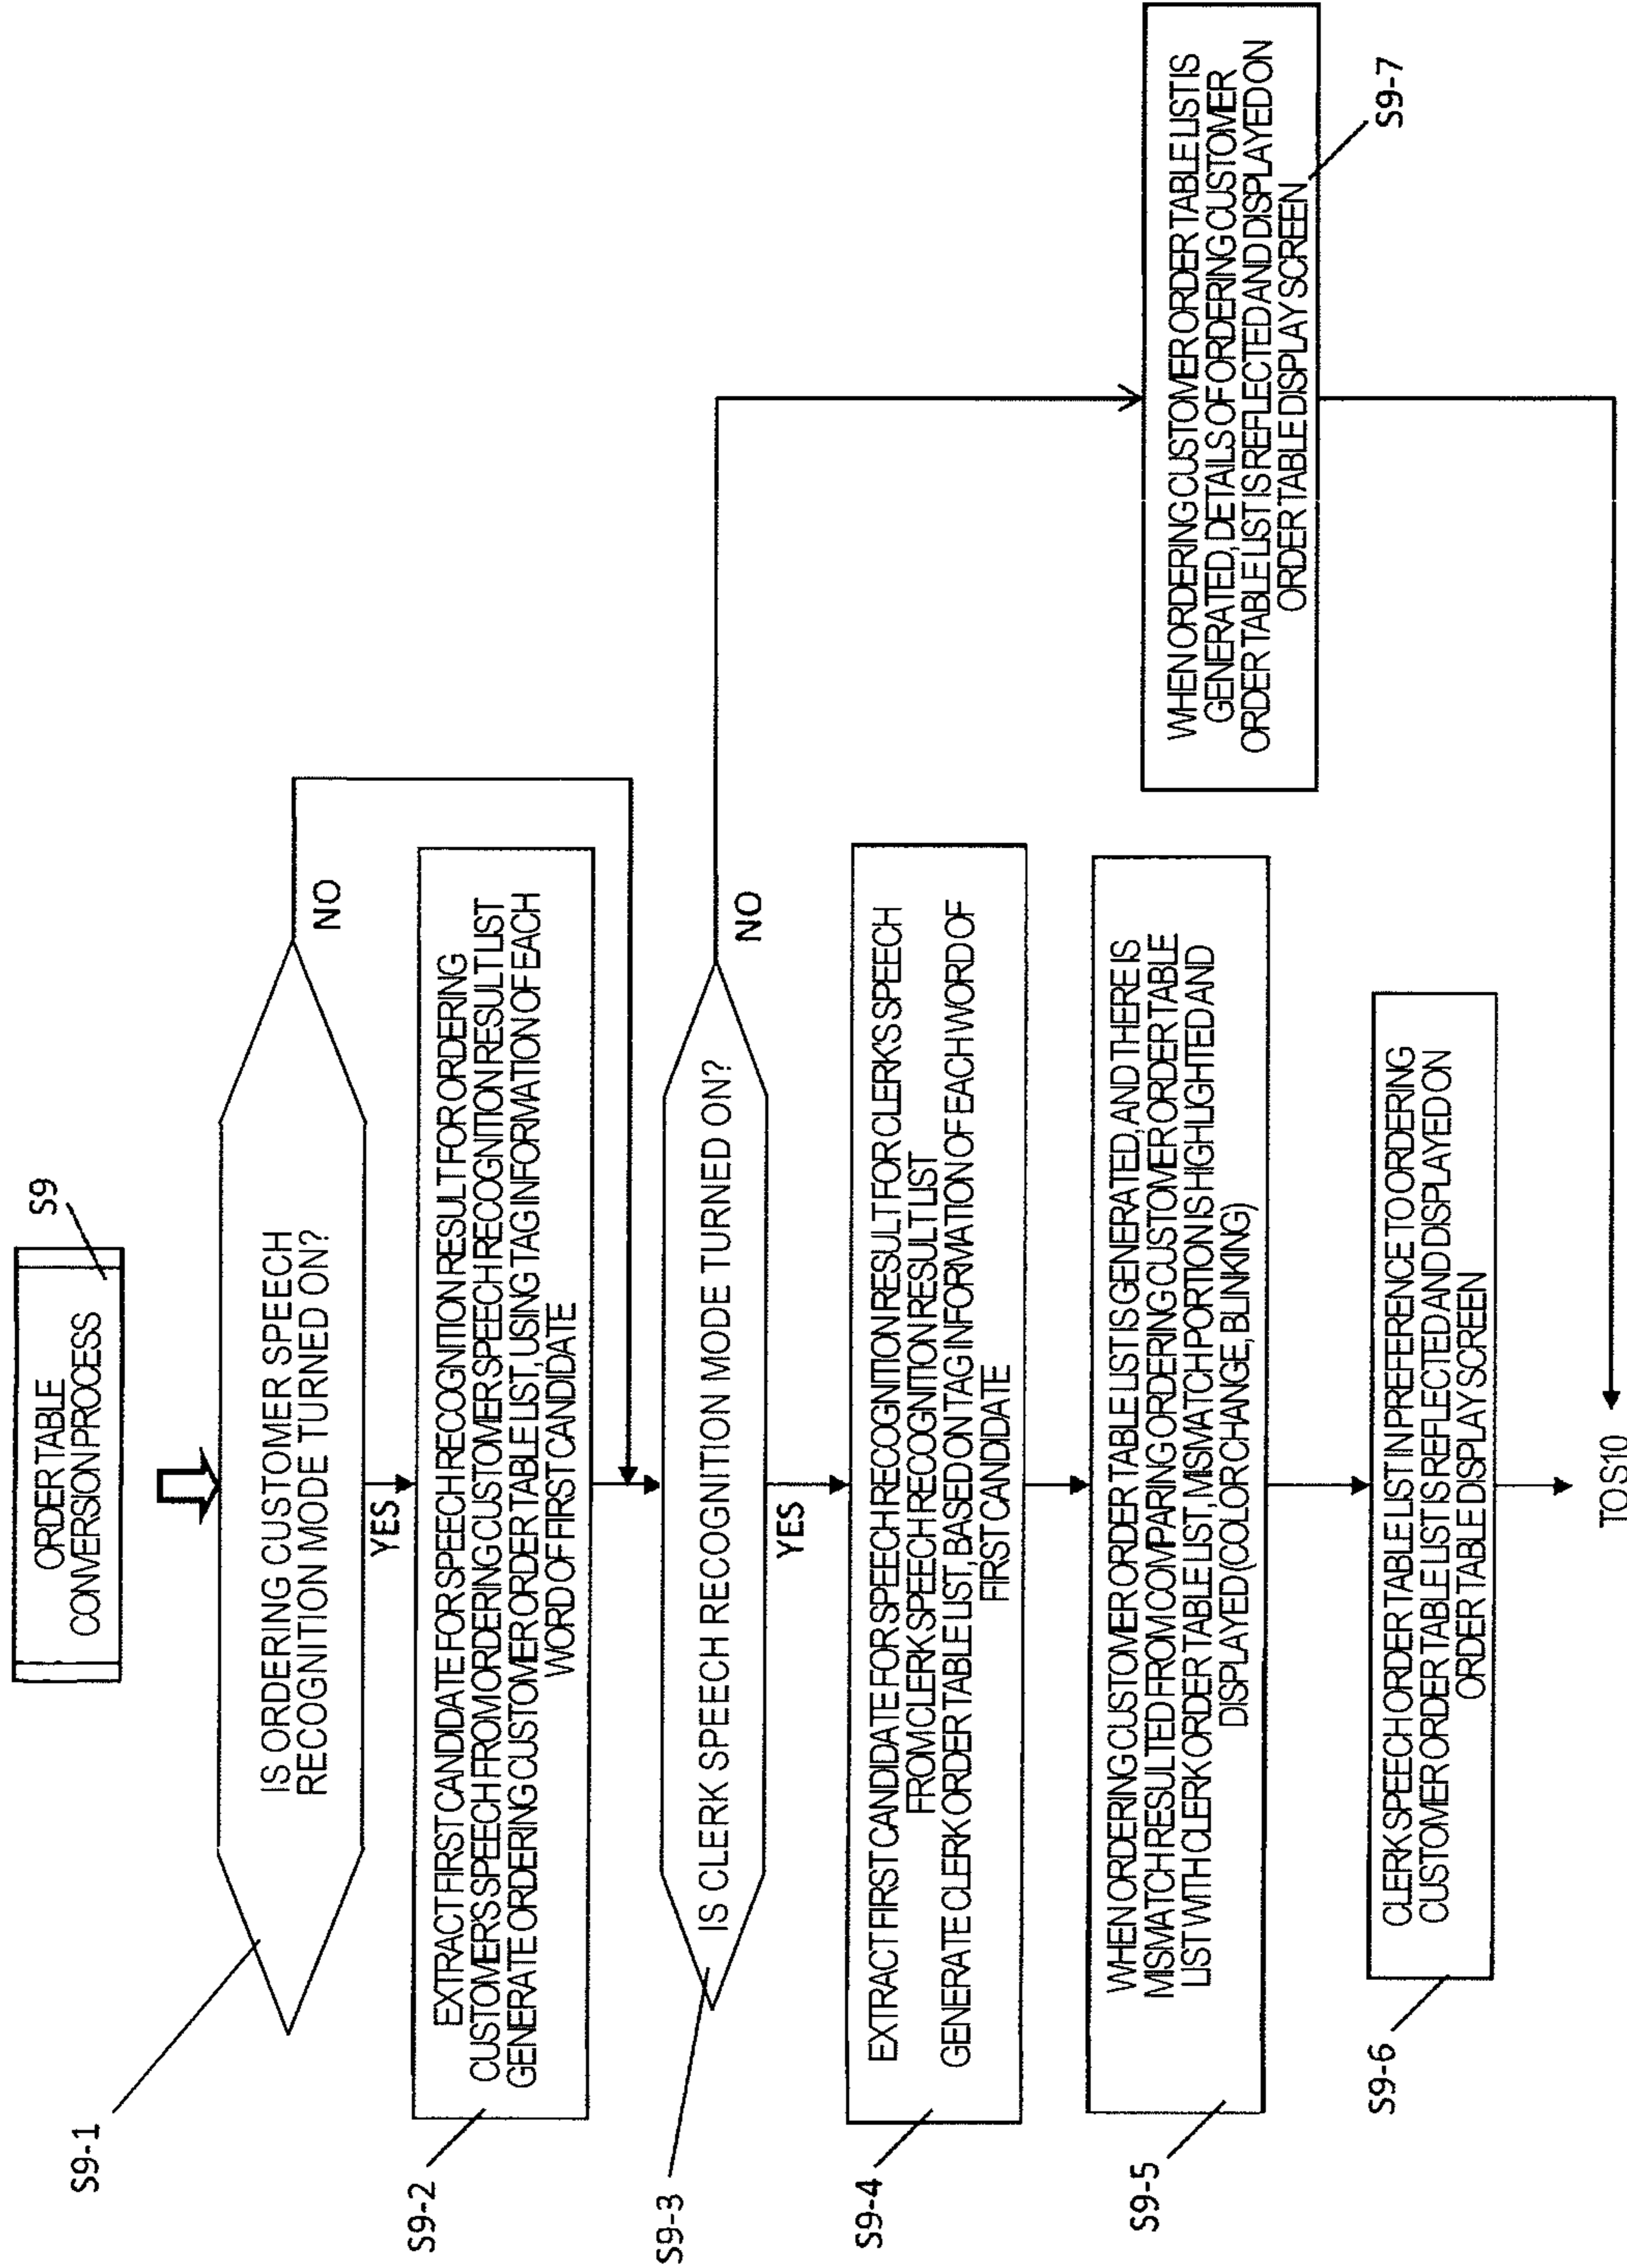 ORDER TABLE
CONVERSION PROCESS
S9
IS ORDERING CUSTOMER SPEECH
RECOGNITION MODE TURNED ON?
S9-1
NO
YES
EXTRACT FIRST CANDIDATE FOR SPEECH RECOGNITION RESULT FOR ORDERING
CUSTOMER'S SPEECH FROM ORDERING CUSTOMER SPEECH RECOGNITION RESULT LIST
GENERATE ORDERING CUSTOMER ORDER TABLE LIST, USING TAG INFORMATION OF EACH
WORD OF FIRST CANDIDATE
S9-2
IS CLERK SPEECH RECOGNITION MODE TURNED ON?
S9-3
NO
YES
EXTRACT FIRST CANDIDATE FOR SPEECH RECOGNITION RESULT FOR CLERK'S SPEECH
FROM CLERK SPEECH RECOGNITION RESULT LIST
GENERATE CLERK ORDER TABLE LIST, BASED ON TAG INFORMATION OF EACH WORD OF
FIRST CANDIDATE
S9-4
WHEN ORDERING CUSTOMER ORDER TABLE LIST IS GENERATED, AND THERE IS
MISMATCH RESULTED FROM COMPARING ORDERING CUSTOMER ORDER TABLE
LIST WITH CLERK ORDER TABLE LIST, MISMATCH PORTION IS HIGHLIGHTED AND
DISPLAYED (COLOR CHANGE, BLINKING)
S9-5
CLERK SPEECH ORDER TABLE LIST IN PREFERENCE TO ORDERING
CUSTOMER ORDER TABLE LIST IS REFLECTED AND DISPLAYED ON
ORDER TABLE DISPLAY SCREEN
S9-6
WHEN ORDERING CUSTOMER ORDER TABLE LIST IS
GENERATED, DETAILS OF ORDERING CUSTOMER
ORDER TABLE LIST IS REFLECTED AND DISPLAYED ON
ORDER TABLE DISPLAY SCREEN
S9-7
TO S10